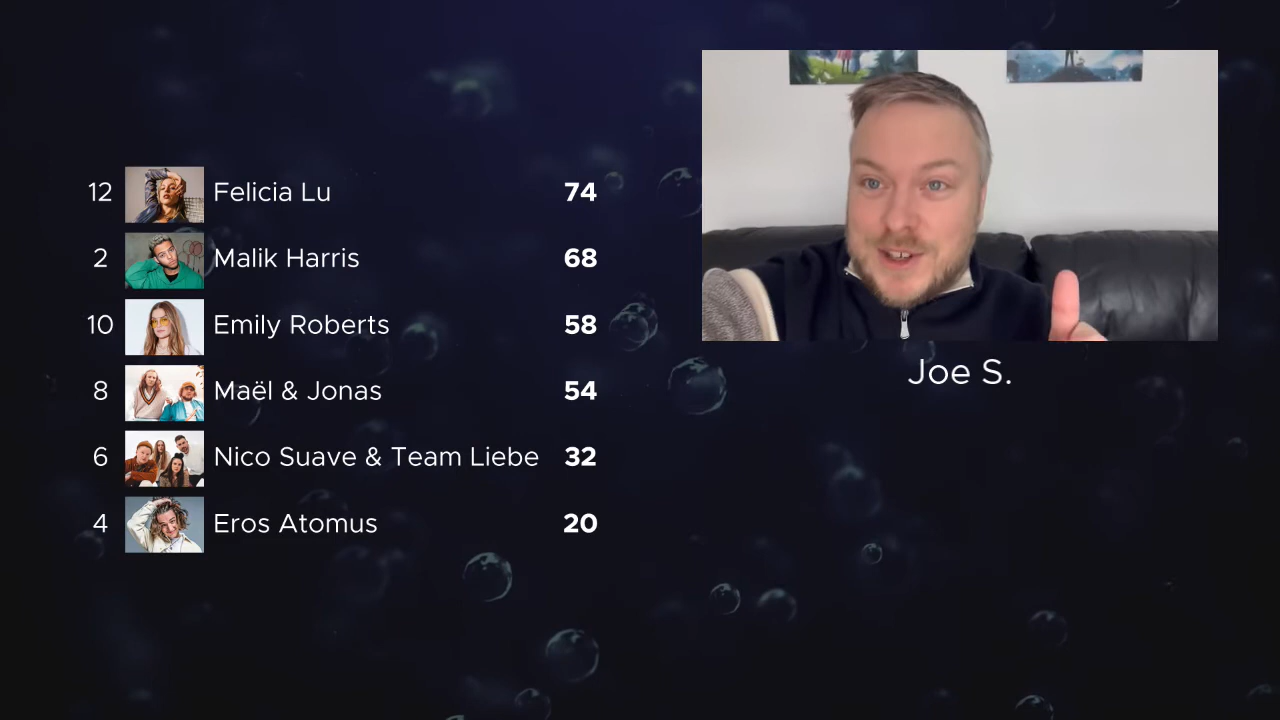 12 Felicia Lu 74
2 Malik Harris 68
10 Emily Roberts 58
8 Maël & Jonas 54
6 Nico Suave & Team Liebe 32
4 Eros Atomus 20
Joe S.